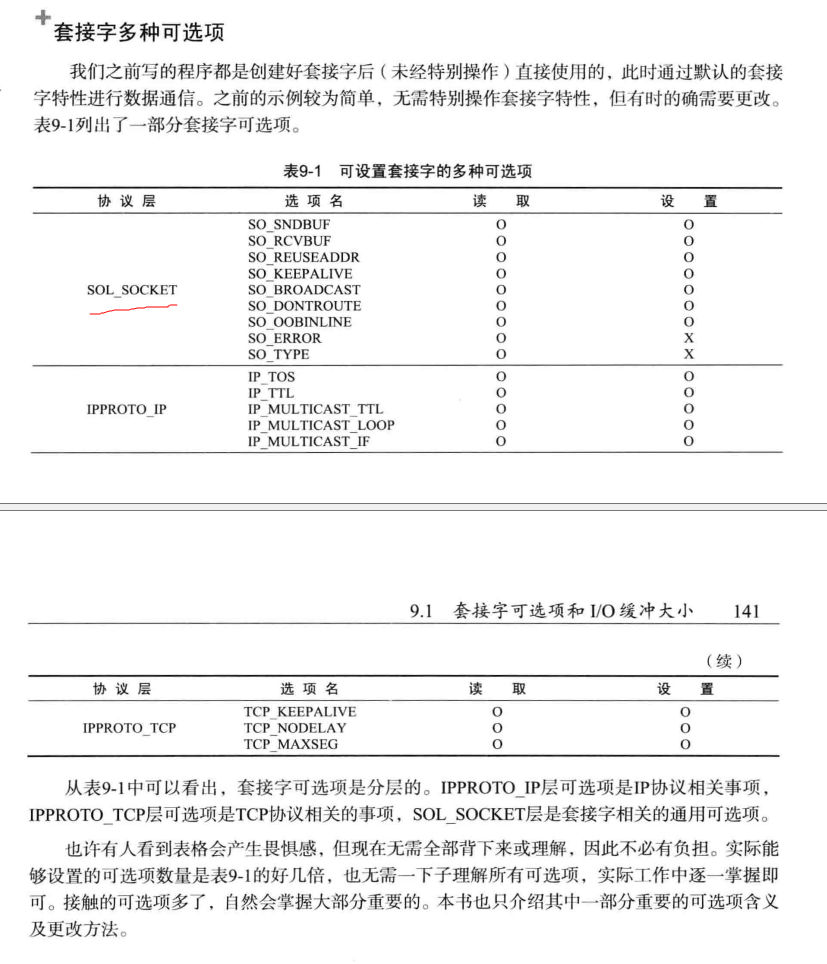 套接字多种可选项
我们之前写的程序都是创建好套接字后（未经特别操作）直接使用的，此时通过默认的套接
字特性进行数据通信。之前的示例较为简单，无需特别操作套接字特性，但有时的确需要更改。
表9-1列出了一部分套接字可选项。
表9-1 可设置套接字的多种可选项
协议层 选项名 读取 设置
SO_SNDBUF O O
SO_RCVBUF O O
SO_REUSEADDR O O
SO_KEEPALIVE O O
SOL_SOCKET SO_BROADCAST O O
SO_DONTROUTE O O
SO_OOBINLINE O O
SO_ERROR O X
SO_TYPE O X
IP_TOS O O
IP_TTL O O
IPPROTO_IP IP_MULTICAST_TTL O O
IP_MULTICAST_LOOP O O
IP_MULTICAST_IF O O
9.1 套接字可选项和 I/O 缓冲大小 141
（续）
协议层 选项名 读取 设置
TCP_KEEPALIVE O O
IPPROTO_TCP TCP_NODELAY O O
TCP_MAXSEG O O
从表9-1中可以看出，套接字可选项是分层的。IPPROTO_IP层可选项是IP协议相关事项，
IPPROTO_TCP层可选项是TCP协议相关的事项，SOL_SOCKET层是套接字相关的通用可选项。
也许有人看到表格会产生畏惧感，但现在无需全部背下来或理解，因此不必有负担。实际能
够设置的可选项数量是表9-1的好几倍，也无需一下子理解所有可选项，实际工作中逐一掌握即
可。接触的可选项多了，自然会掌握大部分重要的。本书也只介绍其中一部分重要的可选项含义
及更改方法。